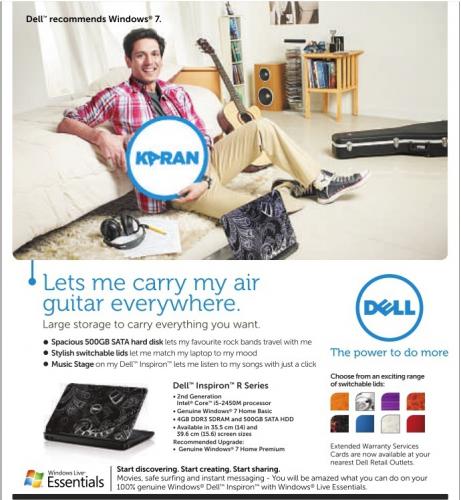 Dell™ recommends Windows® 7.
KARAN
Lets me carry my air
guitar everywhere.
Large storage to carry everything you want.
● Spacious 500GB SATA hard disk lets my favourite rock bands travel with me
● Stylish switchable lids let me match my laptop to my mood
● Music Stage on my Dell™ Inspiron™ lets me listen to my songs with just a click
DELL
The power to do more
Dell™ Inspiron™ R Series
• 2nd Generation
Intel® Core™ i5-2450M processor
• Genuine Windows® 7 Home Basic
• 4GB DDR3 SDRAM and 500GB SATA HDD
• Available in 35.5 cm (14) and
39.6 cm (15.6) screen sizes
Recommended Upgrade:
• Genuine Windows® 7 Home Premium
Choose from an exciting range
of switchable lids:
Extended Warranty Services
Cards are now available at your
nearest Dell Retail Outlets.
Windows Live™
Essentials
Start discovering. Start creating. Start sharing.
Movies, safe surfing and instant messaging - You will be amazed what you can do on your
100% genuine Windows® Dell™ Inspiron™ with Windows® Live Essentials.